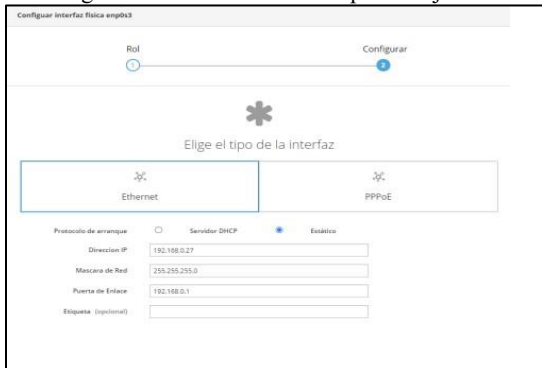 Configuar interfaz física enp0s3
Rol Configurar
1 2
Elige el tipo de la interfaz
Ethernet PPPoE
Protocolo de arranque Servidor DHCP Estático
Direccion IP 192.168.0.27
Mascara de Red 255.255.255.0
Puerta de Enlace 192.168.0.1
Etiqueta (opcional)